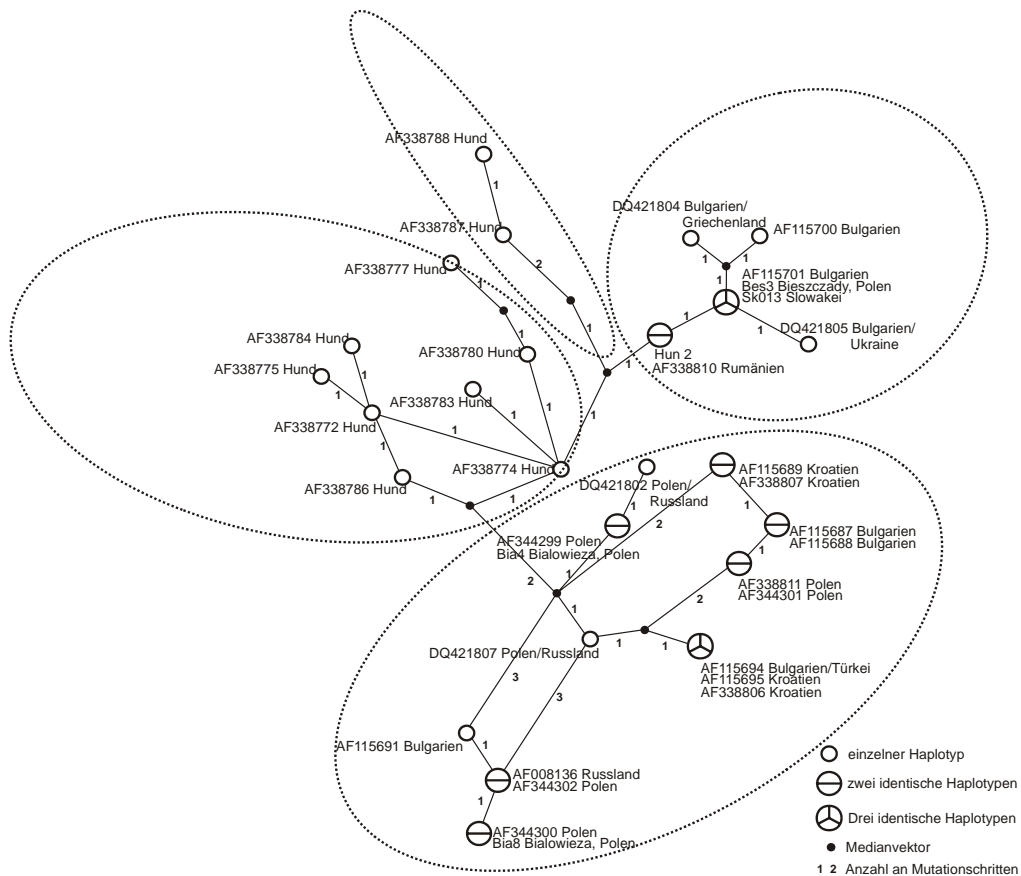 AF338788 Hund
1
AF338787 Hund
2
1
AF338777 Hund
1
1
AF338780 Hund
AF338784 Hund
AF338775 Hund
1
1
AF338783 Hund
AF338772 Hund
1
1
1
1
1
AF338774 Hund
AF338786 Hund
1
1
DQ421804 Bulgarien/
Griechenland
AF115700 Bulgarien
1
1
1
AF115701 Bulgarien
Bes3 Bieszczady, Polen
Sk013 Slowakei
1
1
DQ421805 Bulgarien/
Ukraine
Hun 2
AF338810 Rumänien
1
AF115689 Kroatien
AF338807 Kroatien
DQ421802 Polen/
Russland
1
2
1
AF115687 Bulgarien
AF115688 Bulgarien
AF344299 Polen
Bia4 Bialowieza, Polen
1
2
1
AF338811 Polen
AF344301 Polen
1
2
DQ421807 Polen/Russland
1
1
AF115694 Bulgarien/Türkei
AF115695 Kroatien
AF338806 Kroatien
3
3
AF115691 Bulgarien
1
AF008136 Russland
AF344302 Polen
1
AF344300 Polen
Bia8 Bialowieza, Polen
einzelner Haplotyp
zwei identische Haplotypen
Drei identische Haplotypen
Medianvektor
1 2 Anzahl an Mutationschritten